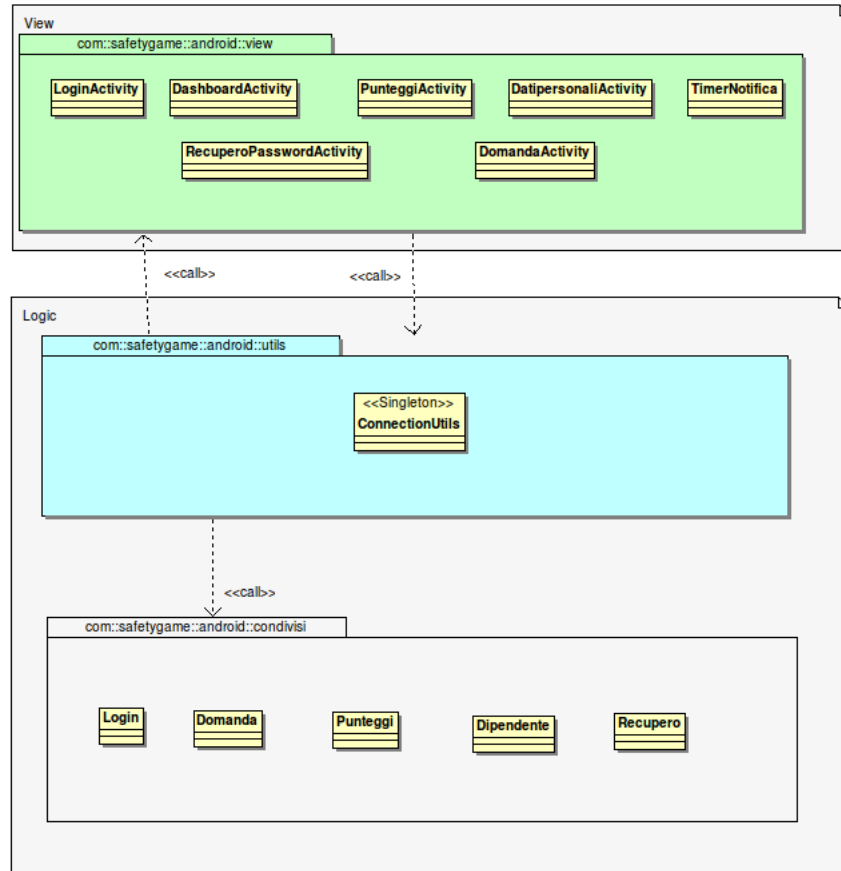 View
com::safetygame::android::view
LoginActivity
DashboardActivity
PunteggiActivity
DatipersonaliActivity
TimerNotifica
RecuperoPasswordActivity
DomandaActivity
<<call>>
<<call>>
Logic
com::safetygame::android::utils
<<Singleton>>
ConnectionUtils
<<call>>
com::safetygame::android::condivisi
Login
Domanda
Punteggi
Dipendente
Recupero